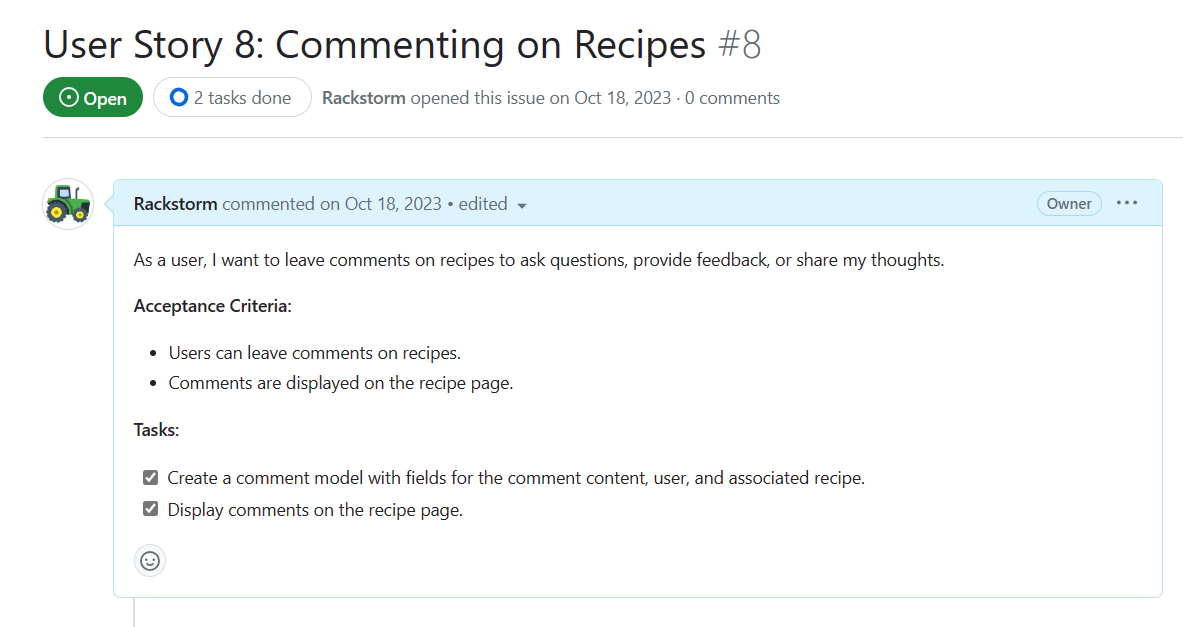 User Story 8: Commenting on Recipes #8
Open 2 tasks done Rackstorm opened this issue on Oct 18, 2023 · 0 comments
Rackstorm commented on Oct 18, 2023 • edited Owner
As a user, I want to leave comments on recipes to ask questions, provide feedback, or share my thoughts.
Acceptance Criteria:
• Users can leave comments on recipes.
• Comments are displayed on the recipe page.
Tasks:
Create a comment model with fields for the comment content, user, and associated recipe.
Display comments on the recipe page.